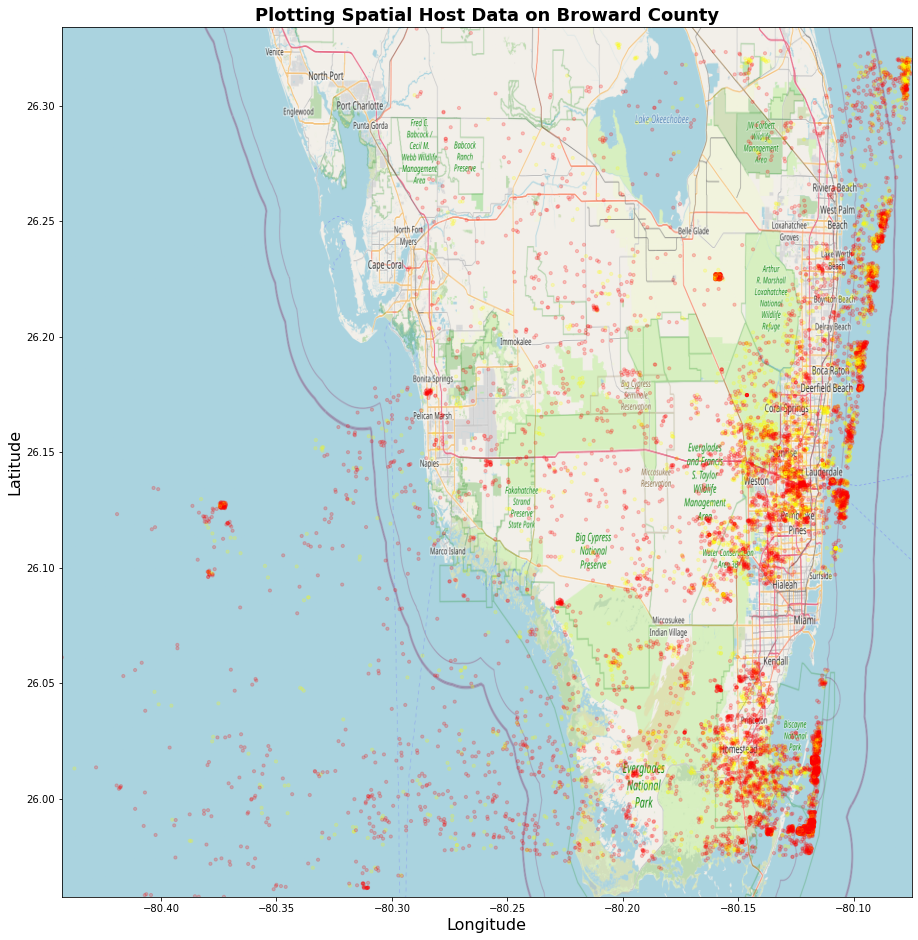 Plotting Spatial Host Data on Broward County
Venice
North Port
Port Charlotte
Englewood
Punta Gorda
Fred C.
Babcock /
Cecil M.
Webb Wildlife
Management
Area
Babcock
Ranch
Preserve
Lake Okeechobee
JW Corbett
Wildlife
Management
Area
Riviera Beach
West Palm
Beach
Loxahatchee
Groves
Belle Glade
North Fort
Myers
Cape Coral
Lake Worth
Beach
Arthur
R. Marshall
Loxahatchee
National
Wildlife
Refuge
Boynton Beach
Delray Beach
Immokalee
Boca Raton
Bonita Springs
Deerfield Beach
Big Cypress
Seminole
Reservation
Coral Springs
Pelican Marsh
Everglades
and Francis
S. Taylor
Wildlife
Management
Area
Sunrise
Naples
Lauderdale
Weston
Miccosukee
Reservation
Fakahatchee
Strand
Preserve
State Park
Pembroke
Pines
Big Cypress
National
Preserve
Marco Island
Water Conservation
Surfside
Hialeah
Miccosukee
Indian Village
Miami
Kendall
Biscayne
National
Park
Homestead
Everglades
National
Park
26.30
26.25
26.20
26.15
26.10
26.05
26.00
Latitude
−80.40
−80.35
−80.30
−80.25
−80.20
−80.15
−80.10
Longitude